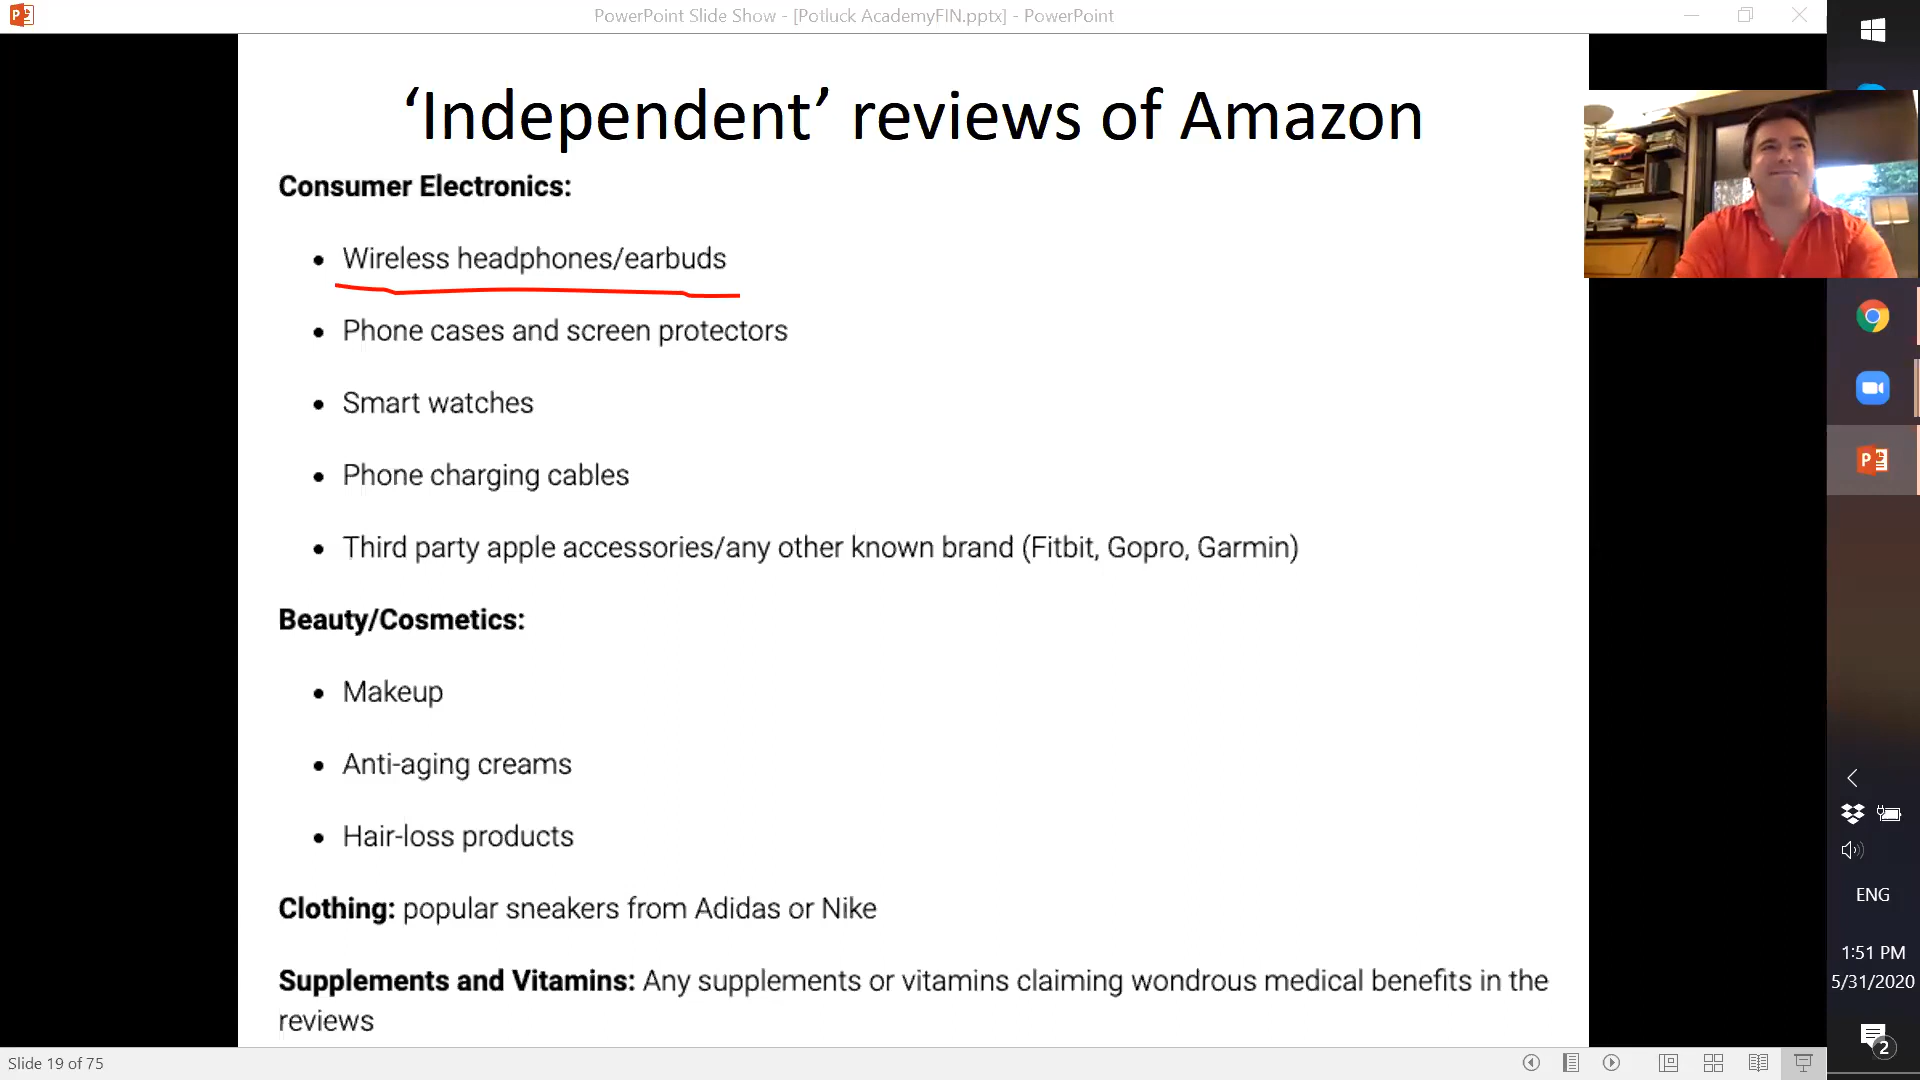 PowerPoint Slide Show - [Potluck AcademyFIN.pptx] - PowerPoint
‘Independent’ reviews of Amazon
Consumer Electronics:
• Wireless headphones/earbuds
• Phone cases and screen protectors
• Smart watches
• Phone charging cables
• Third party apple accessories/any other known brand (Fitbit, Gopro, Garmin)
Beauty/Cosmetics:
• Makeup
• Anti-aging creams
• Hair-loss products
Clothing: popular sneakers from Adidas or Nike
Supplements and Vitamins: Any supplements or vitamins claiming wondrous medical benefits in the
reviews
Slide 19 of 75
ENG
1:51 PM
5/31/2020
2